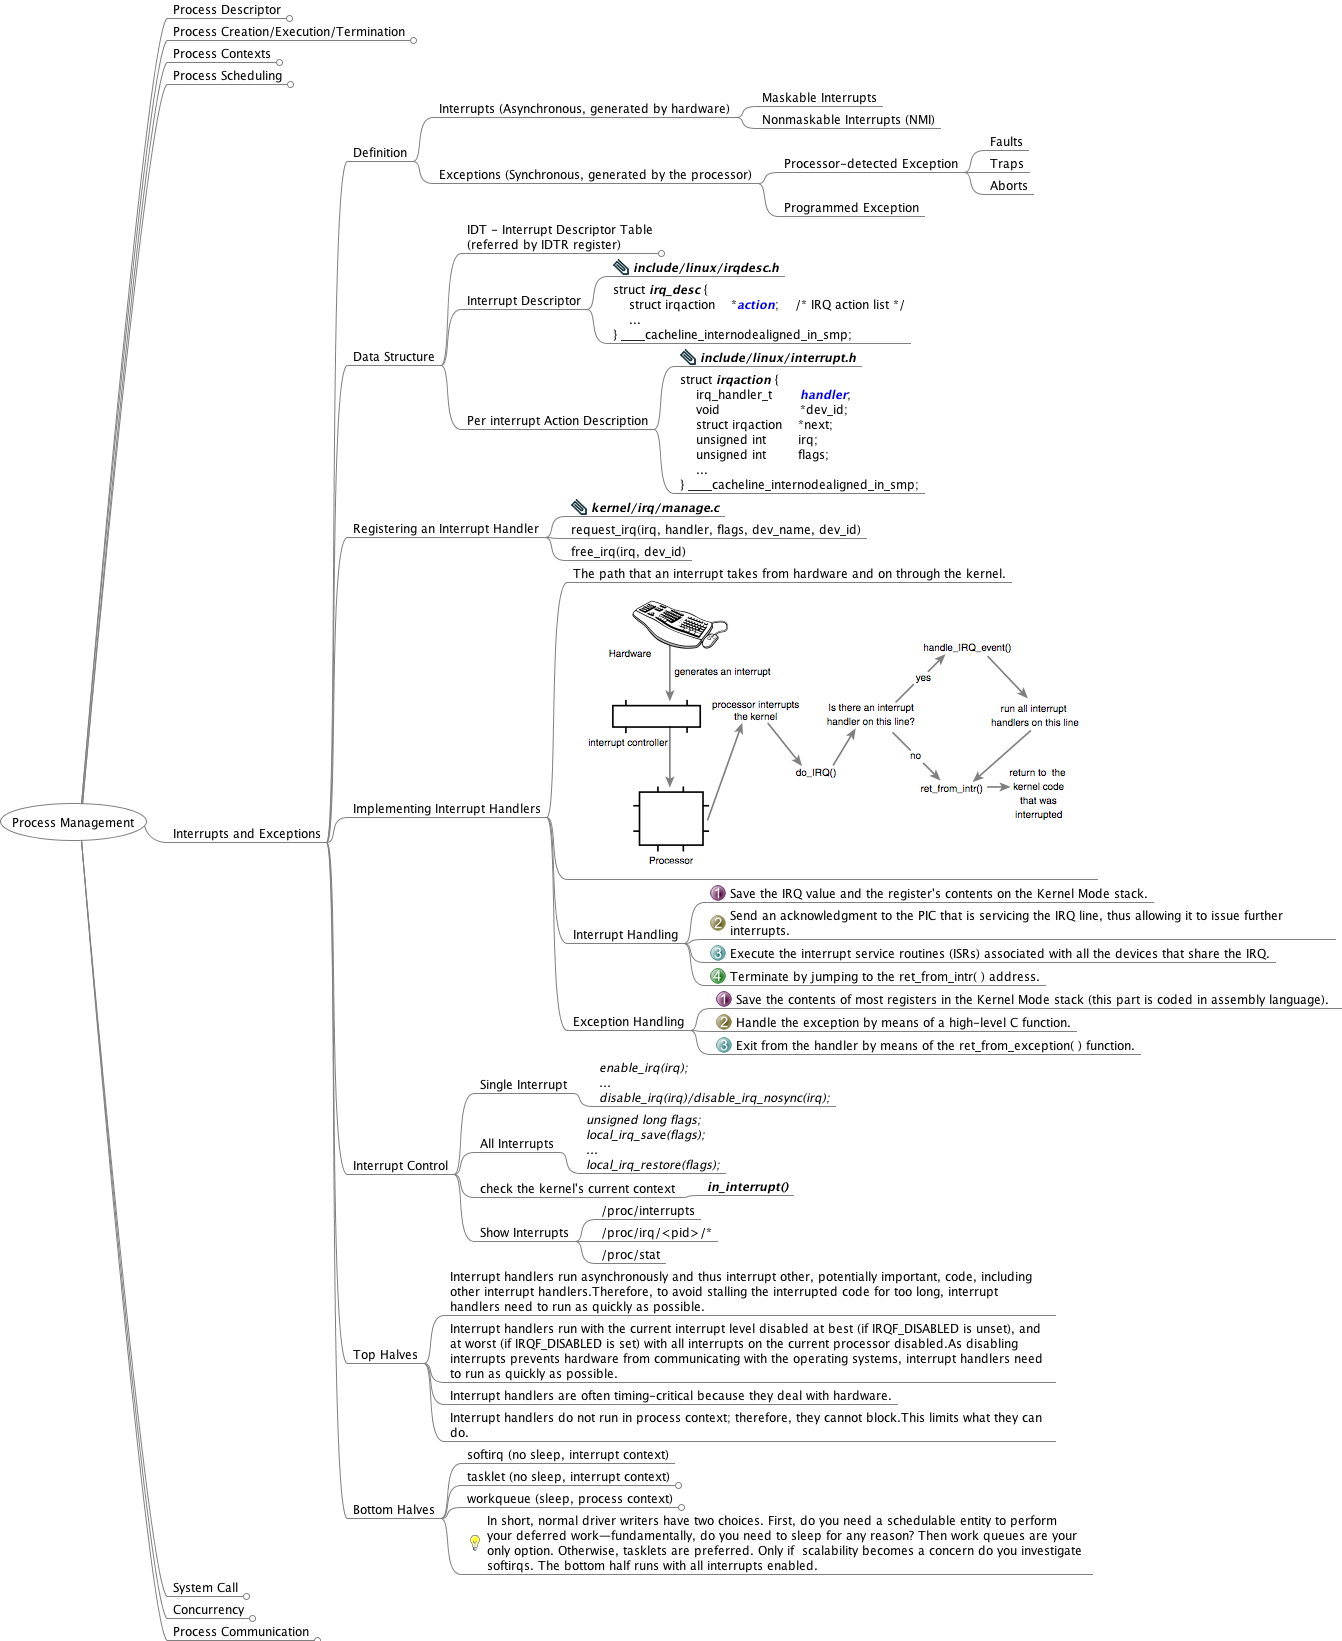 Process Descriptor
Process Creation/Execution/Termination
Process Contexts
Process Scheduling
Process Management
Interrupts and Exceptions
Definition
Interrupts (Asynchronous, generated by hardware)
Maskable Interrupts
Nonmaskable Interrupts (NMI)
Exceptions (Synchronous, generated by the processor)
Processor-detected Exception
Faults
Traps
Aborts
Programmed Exception
Data Structure
IDT - Interrupt Descriptor Table
(referred by IDTR register)
Interrupt Descriptor
include/linux/irqdesc.h
struct irq_desc {
struct irqaction *action; /* IRQ action list */
...
} ____cacheline_internodealigned_in_smp;
Per interrupt Action Description
include/linux/interrupt.h
struct irqaction {
irq_handler_t handler;
void *dev_id;
struct irqaction *next;
unsigned int irq;
unsigned int flags;
...
} ____cacheline_internodealigned_in_smp;
Registering an Interrupt Handler
kernel/irq/manage.c
request_irq(irq, handler, flags, dev_name, dev_id)
free_irq(irq, dev_id)
Implementing Interrupt Handlers
The path that an interrupt takes from hardware and on through the kernel.
Hardware
generates an interrupt
interrupt controller
Processor
processor interrupts
the kernel
do_IRQ()
Is there an interrupt
handler on this line?
yes
no
handle_IRQ_event()
run all interrupt
handlers on this line
ret_from_intr()
return to the
kernel code
that was
interrupted
Interrupt Handling
1 Save the IRQ value and the register's contents on the Kernel Mode stack.
2 Send an acknowledgment to the PIC that is servicing the IRQ line, thus allowing it to issue further
interrupts.
3 Execute the interrupt service routines (ISRs) associated with all the devices that share the IRQ.
4 Terminate by jumping to the ret_from_intr( ) address.
Exception Handling
1 Save the contents of most registers in the Kernel Mode stack (this part is coded in assembly language).
2 Handle the exception by means of a high-level C function.
3 Exit from the handler by means of the ret_from_exception( ) function.
Interrupt Control
Single Interrupt
enable_irq(irq);
...
disable_irq(irq)/disable_irq_nosync(irq);
All Interrupts
unsigned long flags;
local_irq_save(flags);
...
local_irq_restore(flags);
check the kernel's current context
in_interrupt()
Show Interrupts
/proc/interrupts
/proc/irq/<pid>/*
/proc/stat
Top Halves
Interrupt handlers run asynchronously and thus interrupt other, potentially important, code, including
other interrupt handlers.Therefore, to avoid stalling the interrupted code for too long, interrupt
handlers need to run as quickly as possible.
Interrupt handlers run with the current interrupt level disabled at best (if IRQF_DISABLED is unset), and
at worst (if IRQF_DISABLED is set) with all interrupts on the current processor disabled.As disabling
interrupts prevents hardware from communicating with the operating systems, interrupt handlers need
to run as quickly as possible.
Interrupt handlers are often timing-critical because they deal with hardware.
Interrupt handlers do not run in process context; therefore, they cannot block.This limits what they can
do.
Bottom Halves
softirq (no sleep, interrupt context)
tasklet (no sleep, interrupt context)
workqueue (sleep, process context)
In short, normal driver writers have two choices. First, do you need a schedulable entity to perform
your deferred work—fundamentally, do you need to sleep for any reason? Then work queues are your
only option. Otherwise, tasklets are preferred. Only if scalability becomes a concern do you investigate
softirqs. The bottom half runs with all interrupts enabled.
System Call
Concurrency
Process Communication